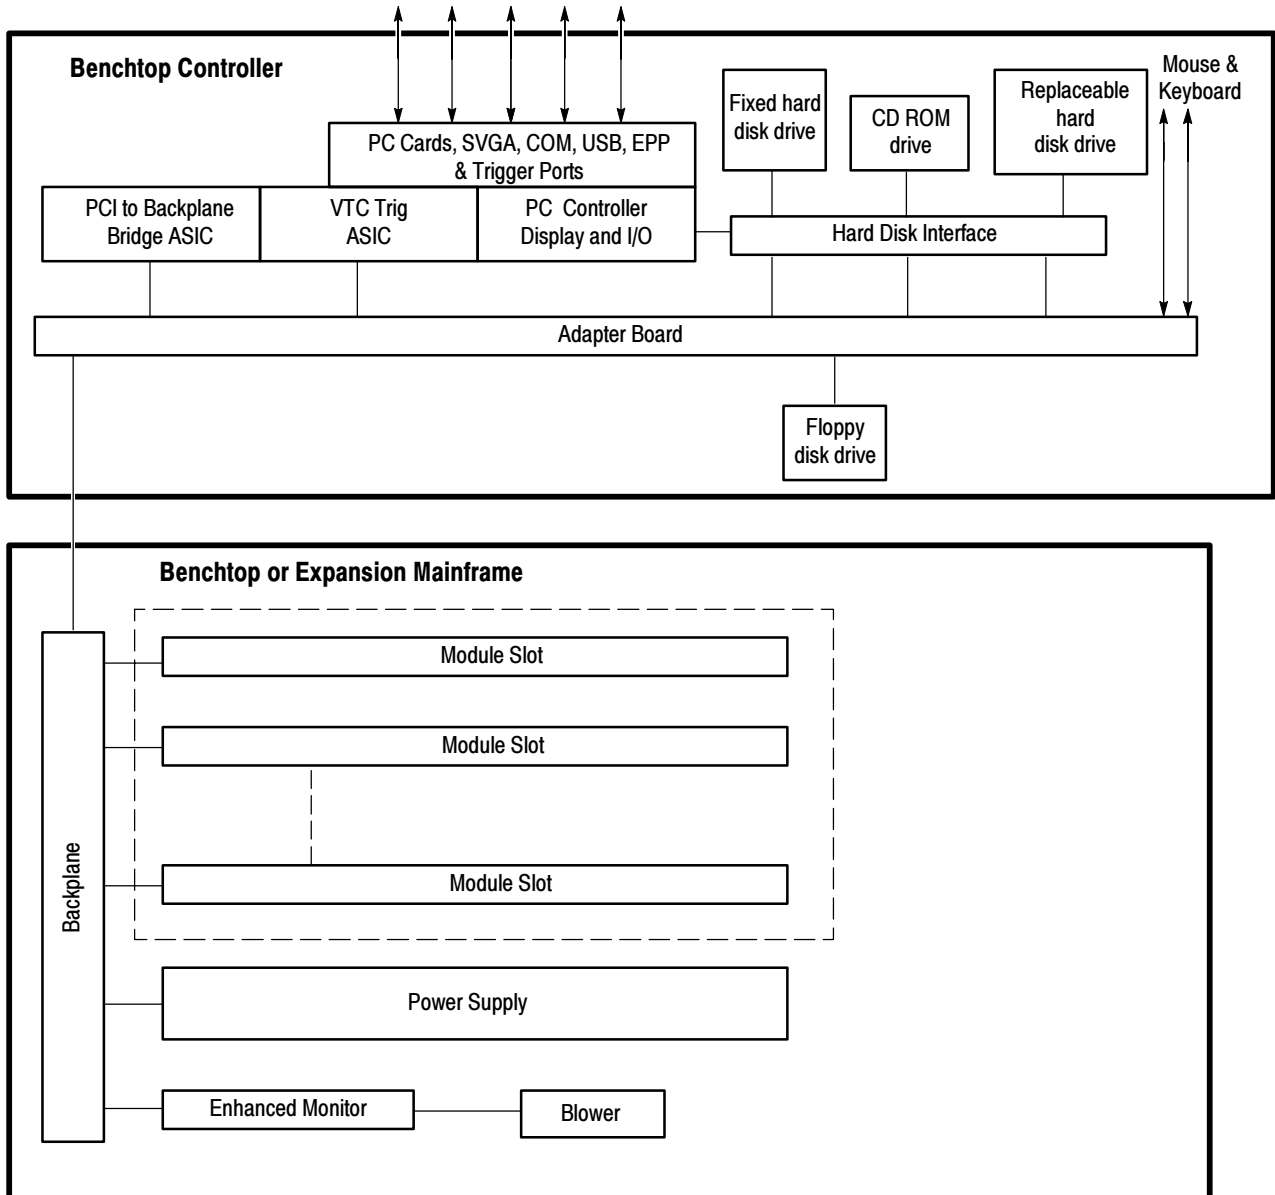 Benchtop Controller
Mouse &
Keyboard
Fixed hard
disk drive
CD ROM
drive
Replaceable
hard
disk drive
PC Cards, SVGA, COM, USB, EPP
& Trigger Ports
PCI to Backplane
Bridge ASIC
VTC Trig
ASIC
PC Controller
Display and I/O
Hard Disk Interface
Adapter Board
Floppy
disk drive
Benchtop or Expansion Mainframe
Module Slot
Module Slot
Module Slot
Backplane
Power Supply
Enhanced Monitor
Blower